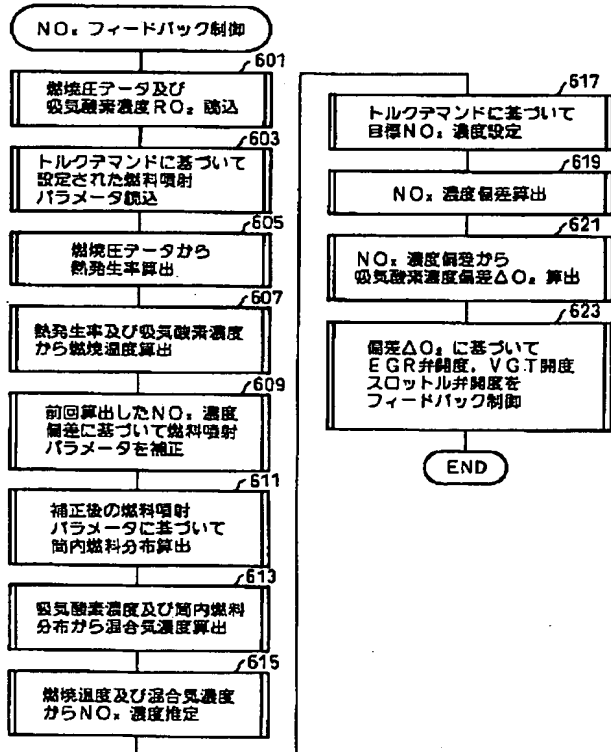 NOx フィードバック制御
601
燃焼圧データ及び
吸気酸素濃度RO₂ 読込
603
トルクデマンドに基づいて
設定された燃料噴射
パラメータ読込
605
燃焼圧データから
熱発生率算出
607
熱発生率及び吸気酸素濃度
から燃焼温度算出
609
前回算出したNOx 濃度
偏差に基づいて燃料噴射
パラメータを補正
611
補正後の燃料噴射
パラメータに基づいて
筒内燃料分布算出
613
吸気酸素濃度及び筒内燃料
分布から混合気濃度算出
615
燃焼温度及び混合気濃度
からNOx 濃度推定
617
トルクデマンドに基づいて
目標NOx 濃度設定
619
NOx 濃度偏差算出
621
NOx 濃度偏差から
吸気酸素濃度偏差ΔO₂ 算出
623
偏差ΔO₂ に基づいて
EGR弁開度，VGT開度
スロットル弁開度を
フィードバック制御
END